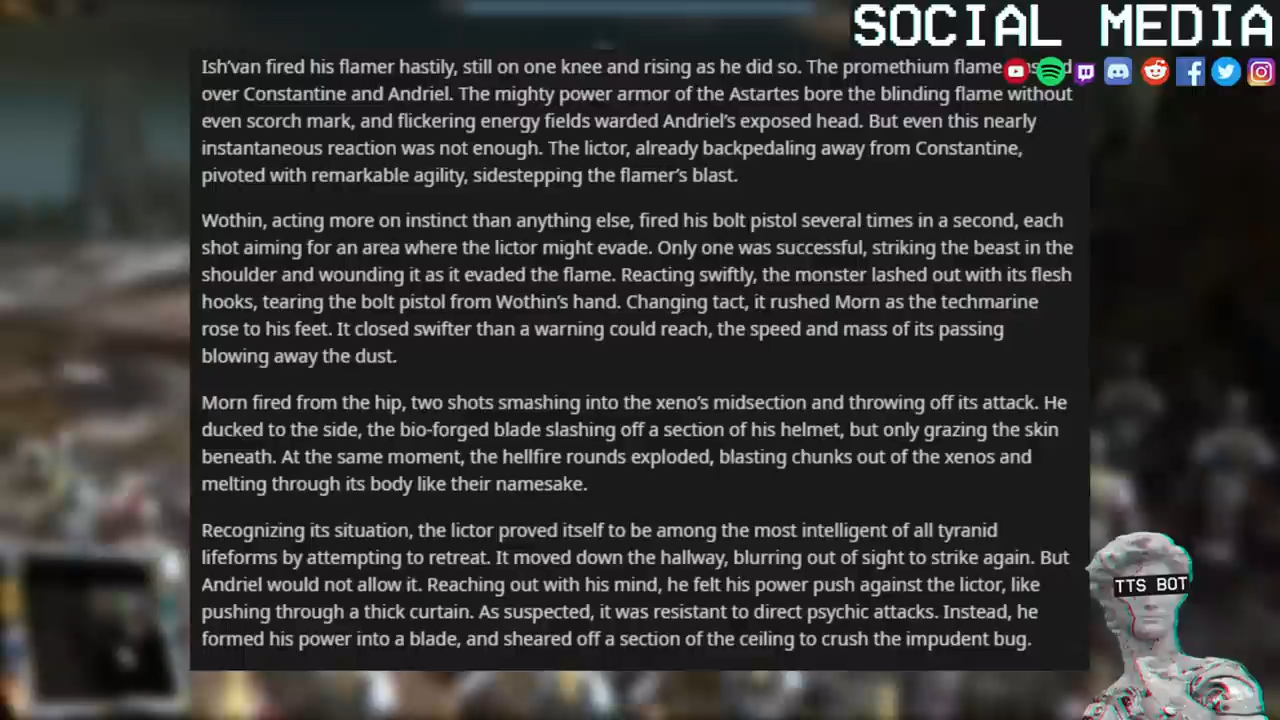 SOCIAL MEDIA
Ish'van fired his flamer hastily, still on one knee and rising as he did so. The promethium flame
over Constantine and Andriel. The mighty power armor of the Astartes bore the blinding flame without
even scorch mark, and flickering energy fields warded Andriel's exposed head. But even this nearly
instantaneous reaction was not enough. The lictor, already backpedaling away from Constantine,
pivoted with remarkable agility, sidestepping the flamer's blast.
Wothin, acting more on instinct than anything else, fired his bolt pistol several times in a second, each
shot aiming for an area where the lictor might evade. Only one was successful, striking the beast in the
shoulder and wounding it as it evaded the flame. Reacting swiftly, the monster lashed out with its flesh
hooks, tearing the bolt pistol from Wothin's hand. Changing tact, it rushed Morn as the techmarine
rose to his feet. It closed swifter than a warning could reach, the speed and mass of its passing
blowing away the dust.
Morn fired from the hip, two shots smashing into the xeno's midsection and throwing off its attack. He
ducked to the side, the bio-forged blade slashing off a section of his helmet, but only grazing the skin
beneath. At the same moment, the hellfire rounds exploded, blasting chunks out of the xenos and
melting through its body like their namesake.
Recognizing its situation, the lictor proved itself to be among the most intelligent of all tyranid
lifeforms by attempting to retreat. It moved down the hallway, blurring out of sight to strike again. But
Andriel would not allow it. Reaching out with his mind, he felt his power push against the lictor, like
pushing through a thick curtain. As suspected, it was resistant to direct psychic attacks. Instead, he
formed his power into a blade, and sheared off a section of the ceiling to crush the impudent bug.
TTS BOT